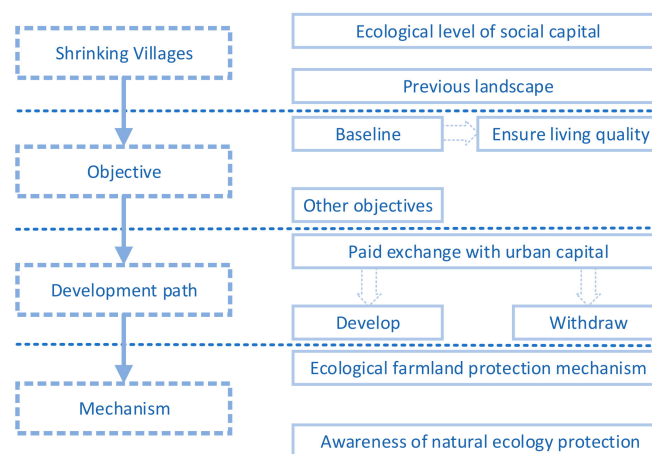 Ecological level of social capital
Shrinking Villages
Previous landscape
Baseline
Ensure living quality
Objective
Other objectives
Paid exchange with urban capital
Development path
Develop
Withdraw
Ecological farmland protection mechanism
Mechanism
Awareness of natural ecology protection